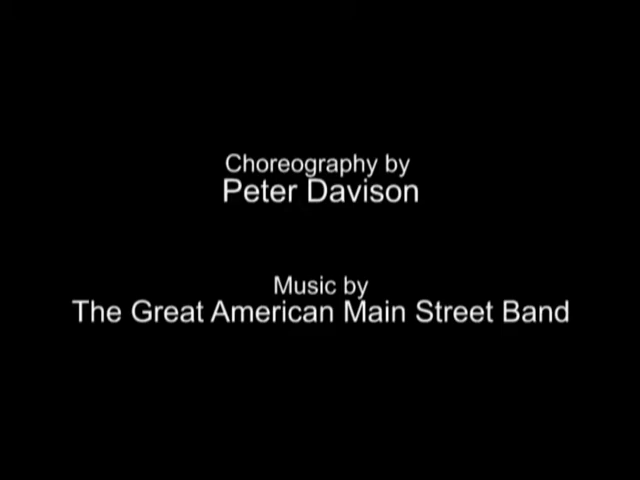 Choreography by
Peter Davison
Music by
The Great American Main Street Band